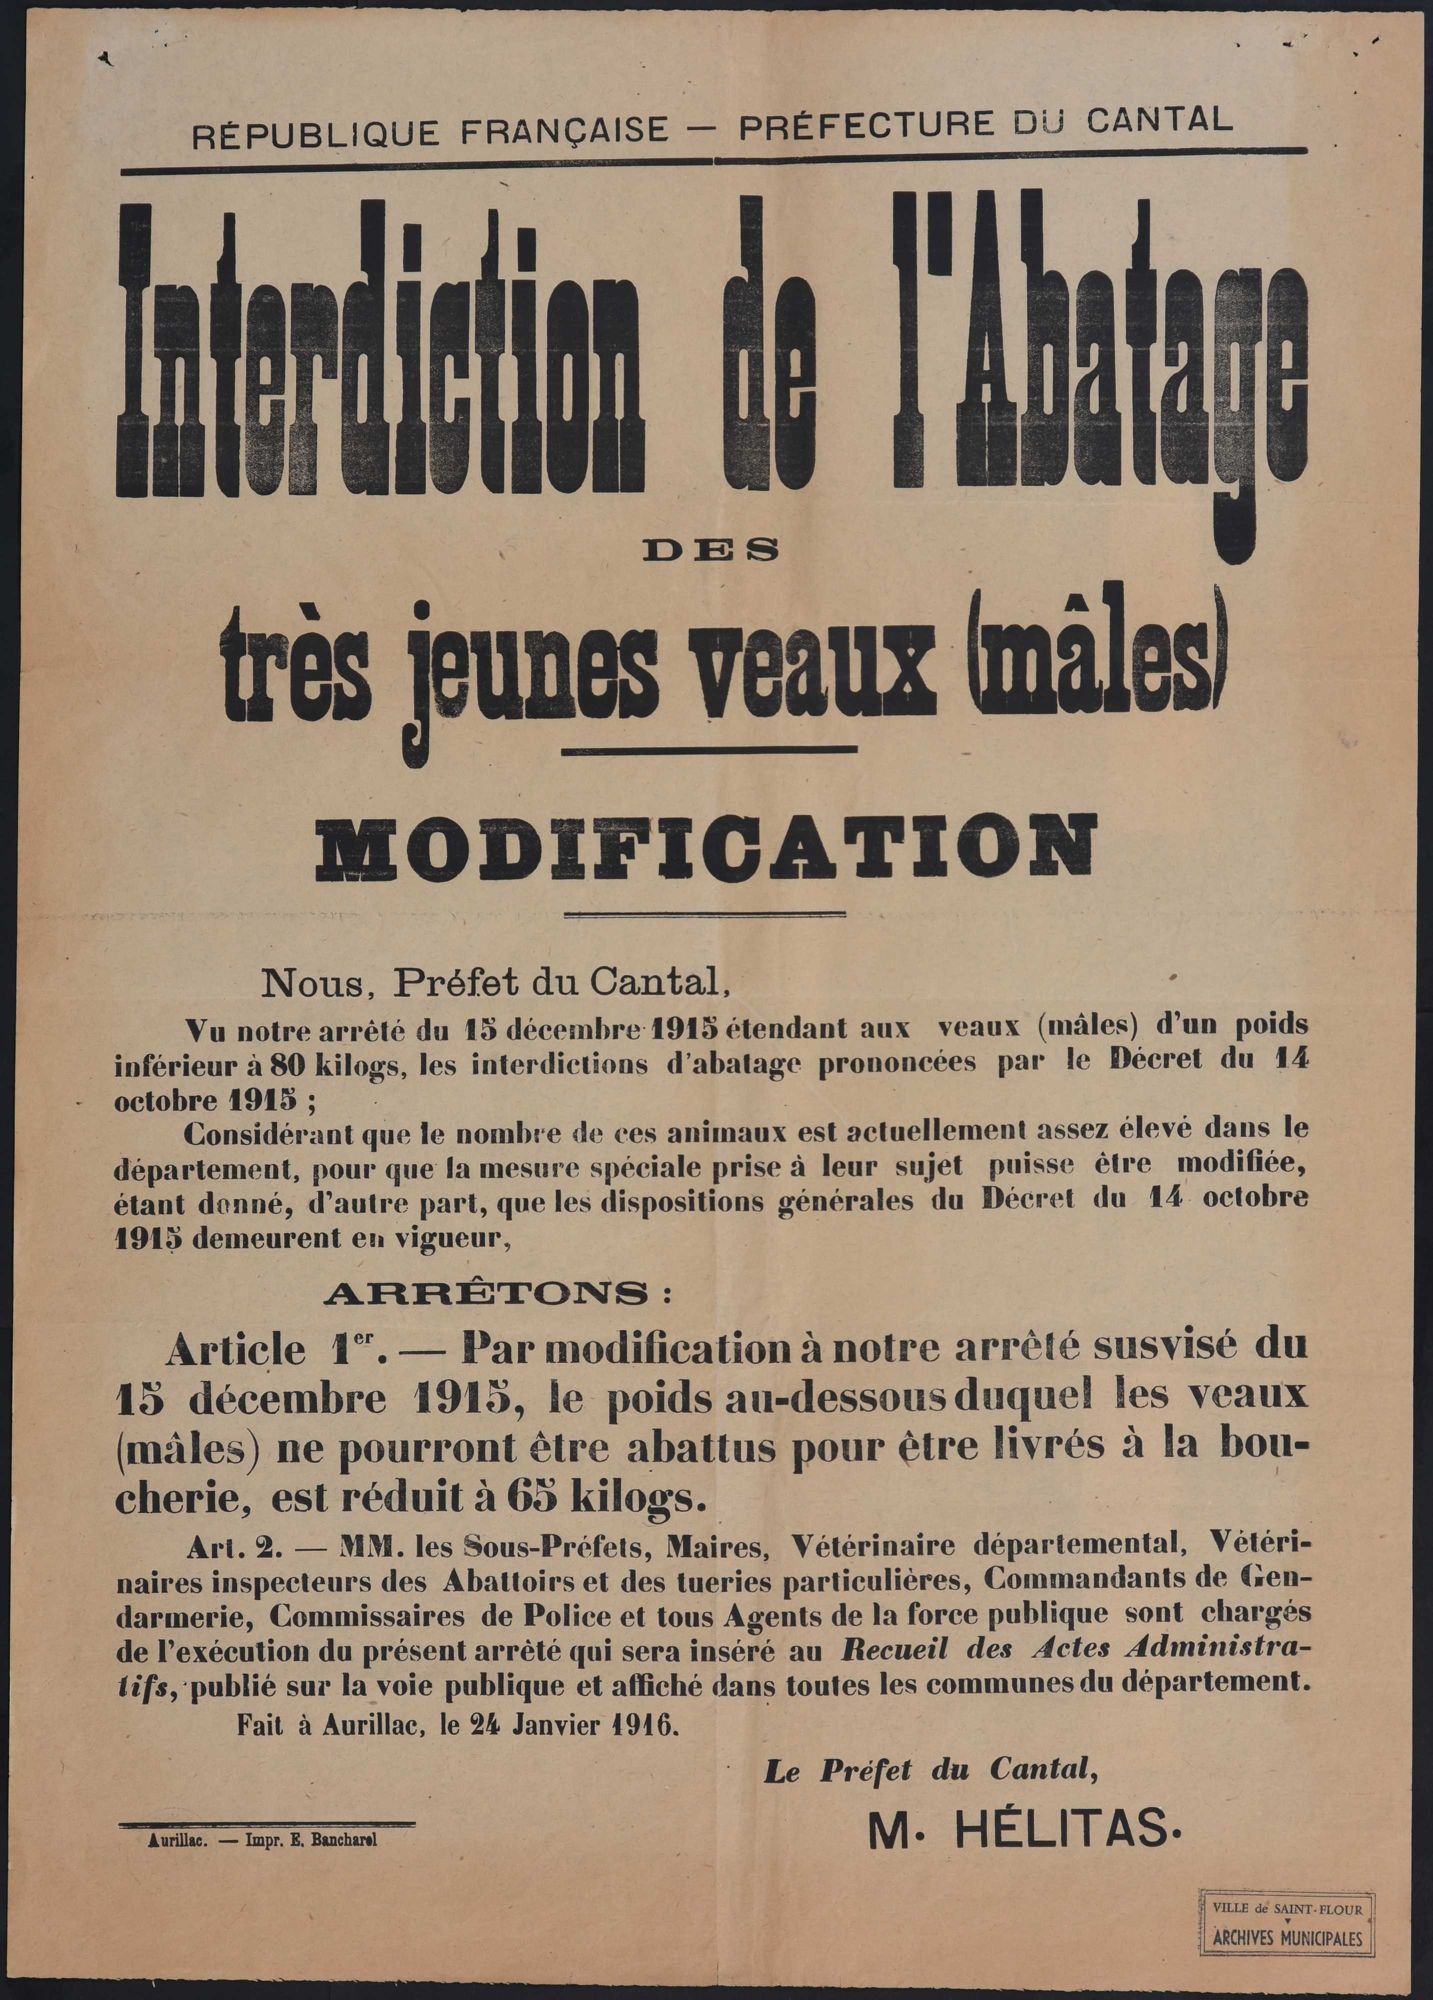 RÉPUBLIQUE FRANÇAISE — PRÉFECTURE DU CANTAL
Interdiction de l'Abatage
DES
très jeunes veaux (mâles)
MODIFICATION
Nous, Préfet du Cantal,
Vu notre arrêté du 15 décembre 1915 étendant aux veaux (mâles) d'un poids
inférieur à 80 kilogs, les interdictions d'abatage prononcées par le Décret du 14
octobre 1915 ;
Considérant que le nombre de ces animaux est actuellement assez élevé dans le
département, pour que la mesure spéciale prise à leur sujet puisse être modifiée,
étant donné, d'autre part, que les dispositions générales du Décret du 14 octobre
1915 demeurent en vigueur,
ARRÊTONS :
Article 1er. — Par modification à notre arrêté susvisé du
15 décembre 1915, le poids au-dessous duquel les veaux
(mâles) ne pourront être abattus pour être livrés à la bou-
cherie, est réduit à 65 kilogs.
Art. 2. — MM. les Sous-Préfets, Maires, Vétérinaire départemental, Vétéri-
naires inspecteurs des Abattoirs et des tueries particulières, Commandants de Gen-
darmerie, Commissaires de Police et tous Agents de la force publique sont chargés
de l'exécution du présent arrêté qui sera inséré au Recueil des Actes Administra-
tifs, publié sur la voie publique et affiché dans toutes les communes du département.
Fait à Aurillac, le 24 Janvier 1916.
Le Préfet du Cantal,
M. HÉLITAS.
Aurillac. — Impr. E. Bancharel
VILLE de SAINT-FLOUR
ARCHIVES MUNICIPALES